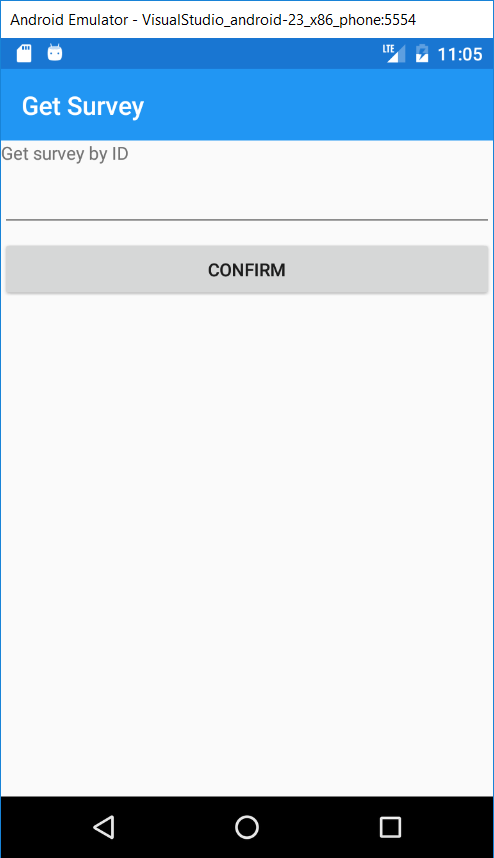 Android Emulator - VisualStudio_android-23_x86_phone:5554
LTE 11:05
Get Survey
Get survey by ID
CONFIRM